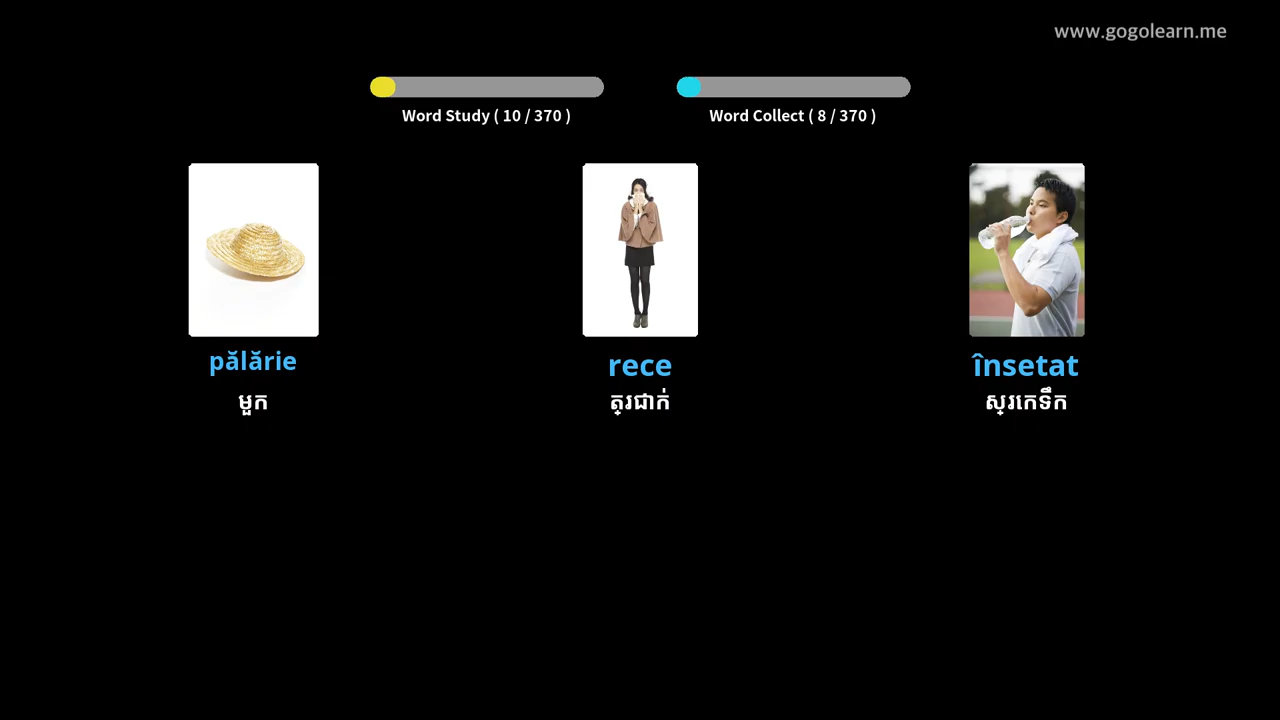 www.gogolearn.me
Word Study ( 10 / 370 )
Word Collect ( 8 / 370 )
pălărie
rece
însetat
មួក
ត្រជាក់
ស្រេកទឹក